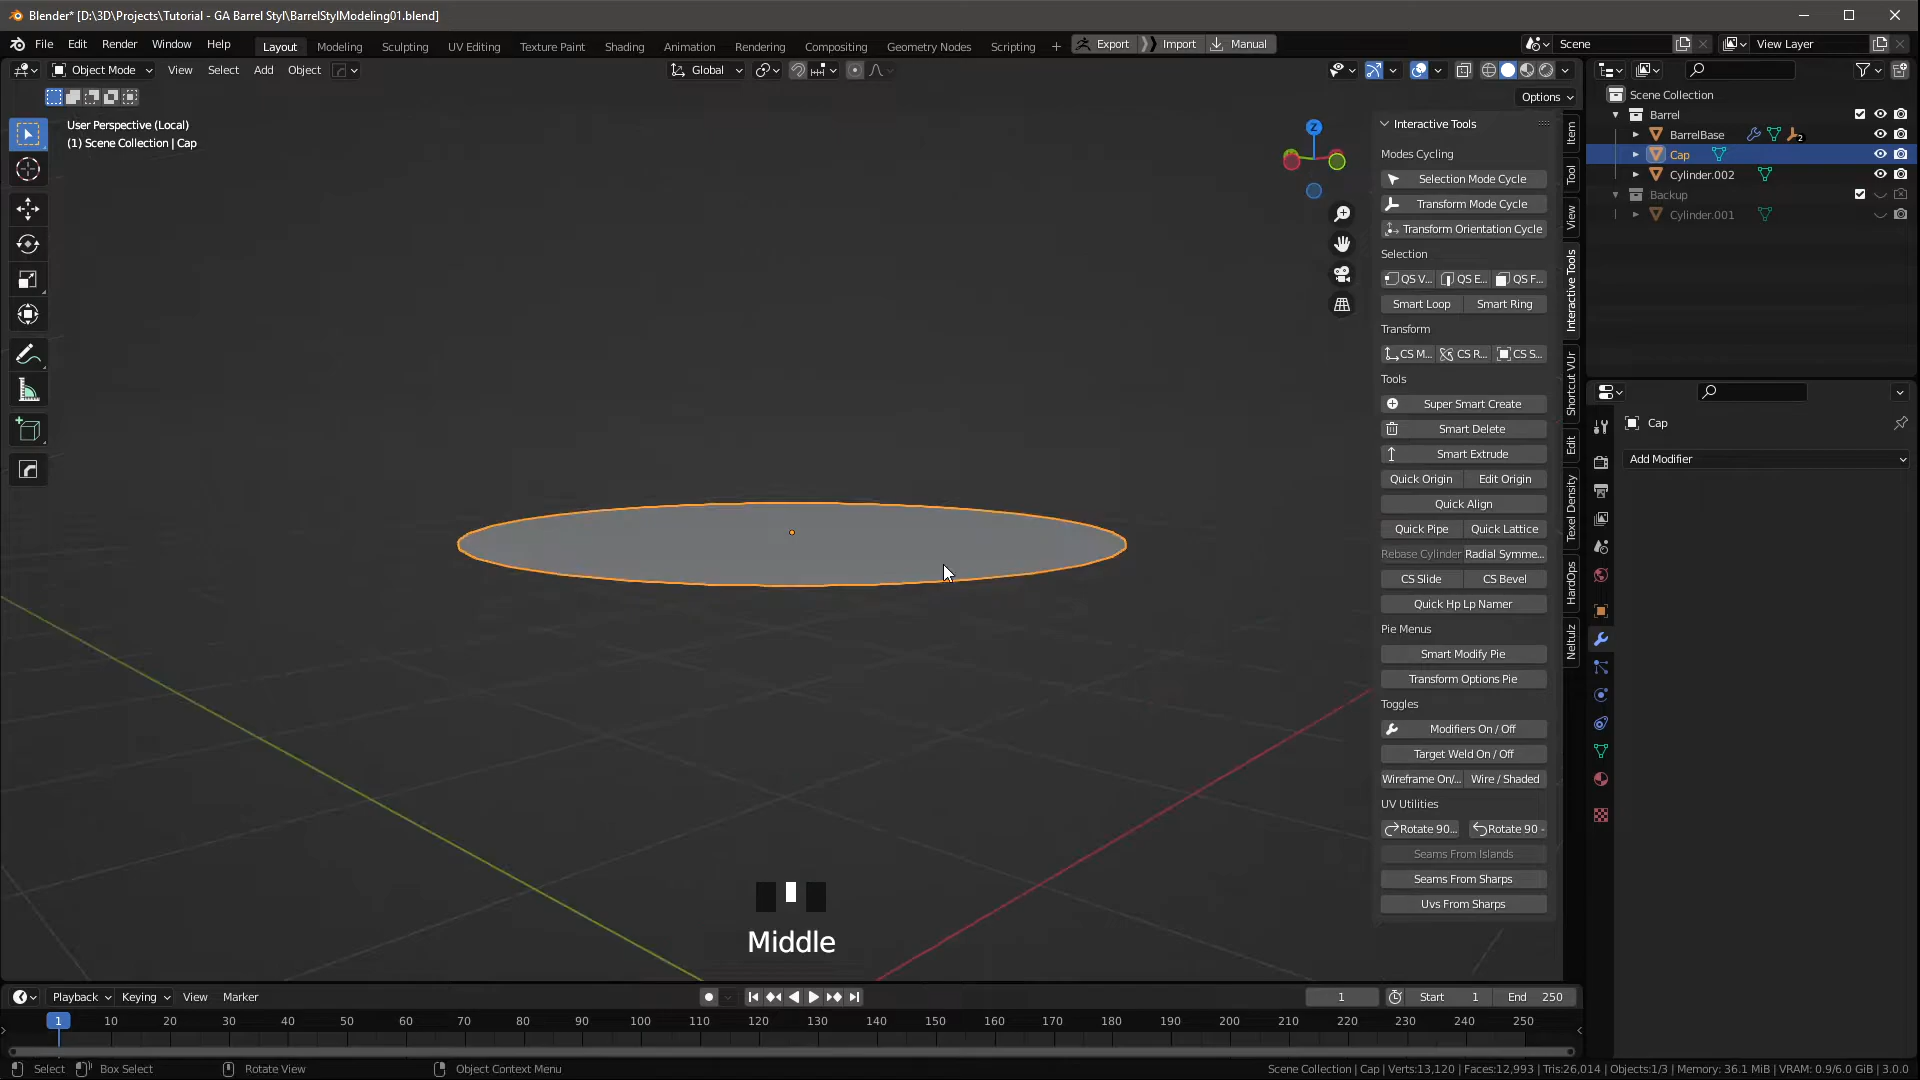 Blender* [D:\3D\Projects\Tutorial - GA Barrel Styl\BarrelStylModeling01.blend]
File Edit Render Window Help Layout Modeling Sculpting UV Editing Texture Paint Shading Animation Rendering Compositing Geometry Nodes Scripting + Export Import Manual Scene View Layer
Object Mode View Select Add Object Global
Options
User Perspective (Local)
(1) Scene Collection | Cap
Z
Interactive Tools
Modes Cycling
Selection Mode Cycle
Transform Mode Cycle
Transform Orientation Cycle
Selection
QS V... QS E... QS F...
Smart Loop Smart Ring
Transform
CS M... CS R... CS S...
Tools
Super Smart Create
Smart Delete
Smart Extrude
Quick Origin Edit Origin
Quick Align
Quick Pipe Quick Lattice
Rebase Cylinder Radial Symme...
CS Slide CS Bevel
Quick Hp Lp Namer
Pie Menus
Smart Modify Pie
Transform Options Pie
Toggles
Modifiers On / Off
Target Weld On / Off
Wireframe On/... Wire / Shaded
UV Utilities
Rotate 90... Rotate 90 -
Seams From Islands
Seams From Sharps
Uvs From Sharps
Item
Tool
View
Interactive Tools
Shortcut VUr
Edit
Texel Density
HardOps
Neltulz
Scene Collection
Barrel
BarrelBase 2
Cap
Cylinder.002
Backup
Cylinder.001
Cap
Add Modifier
Middle
Playback Keying View Marker 1 Start 1 End 250
1 10 20 30 40 50 60 70 80 90 100 110 120 130 140 150 160 170 180 190 200 210 220 230 240 250
Select Box Select Rotate View Object Context Menu Scene Collection | Cap | Verts:13,120 | Faces:12,993 | Tris:26,014 | Objects:1/3 | Memory: 36.1 MiB | VRAM: 0.9/6.0 GiB | 3.0.0